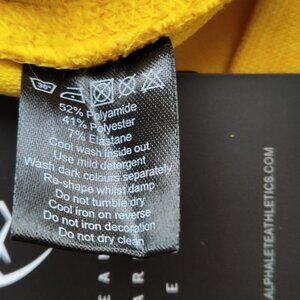 30°
52% Polyamide
41% Polyester
7% Elastane
Cool wash inside out
Use mild detergent
Wash dark colours separately
Re-shape whilst damp
Do not tumble dry
Cool iron on reverse
Do not iron decoration
Do not dry clean
ALPHALETEATHLETICS.COM